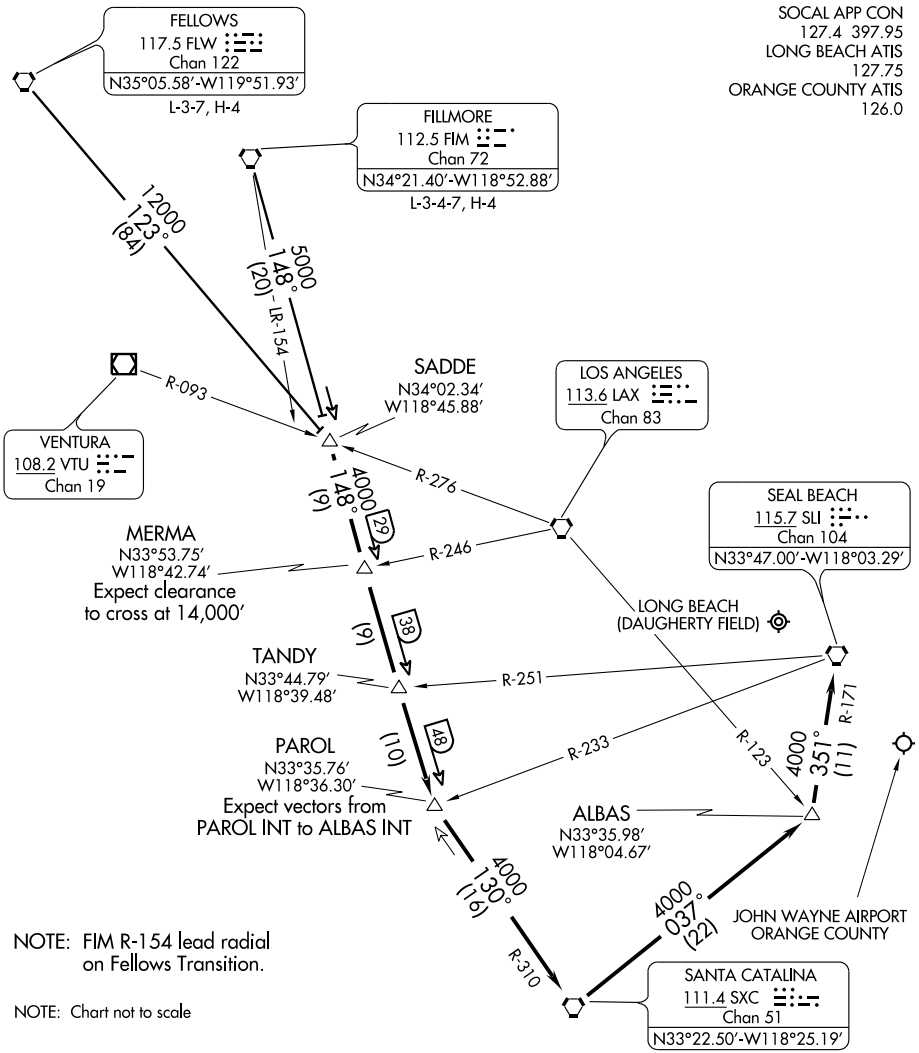 SOCAL APP CON
127.4 397.95
LONG BEACH ATIS
127.75
ORANGE COUNTY ATIS
126.0
FELLOWS
117.5 FLW
Chan 122
N35°05.58′-W119°51.93′
L-3-7, H-4
FILLMORE
112.5 FIM
Chan 72
N34°21.40′-W118°52.88′
L-3-4-7, H-4
12000
123°
(84)
5000
148°
(20)
LR-154
R-093
VENTURA
108.2 VTU
Chan 19
SADDE
N34°02.34′
W118°45.88′
LOS ANGELES
113.6 LAX
Chan 83
R-276
4000
148°
(9)
29
R-246
MERMA
N33°53.75′
W118°42.74′
Expect clearance
to cross at 14,000′
SEAL BEACH
115.7 SLI
Chan 104
N33°47.00′-W118°03.29′
LONG BEACH
(DAUGHERTY FIELD)
(9)
38
TANDY
N33°44.79′
W118°39.48′
R-251
R-171
R-233
R-123
4000
351°
(11)
(10)
48
PAROL
N33°35.76′
W118°36.30′
Expect vectors from
PAROL INT to ALBAS INT
ALBAS
N33°35.98′
W118°04.67′
4000
130°
(16)
R-310
4000
037°
(22)
JOHN WAYNE AIRPORT
ORANGE COUNTY
NOTE: FIM R-154 lead radial
on Fellows Transition.
NOTE: Chart not to scale
SANTA CATALINA
111.4 SXC
Chan 51
N33°22.50′-W118°25.19′